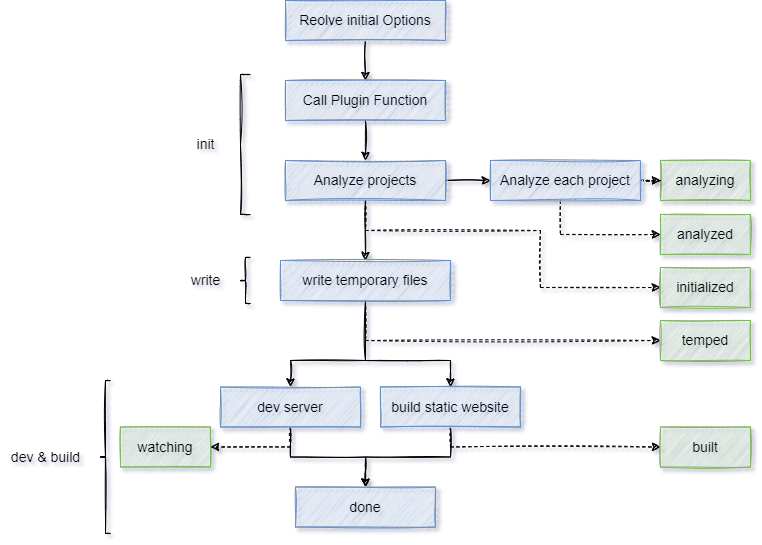 Reolve initial Options
Call Plugin Function
init
Analyze projects
Analyze each project
analyzing
analyzed
write
write temporary files
initialized
temped
dev server
build static website
dev & build
watching
built
done